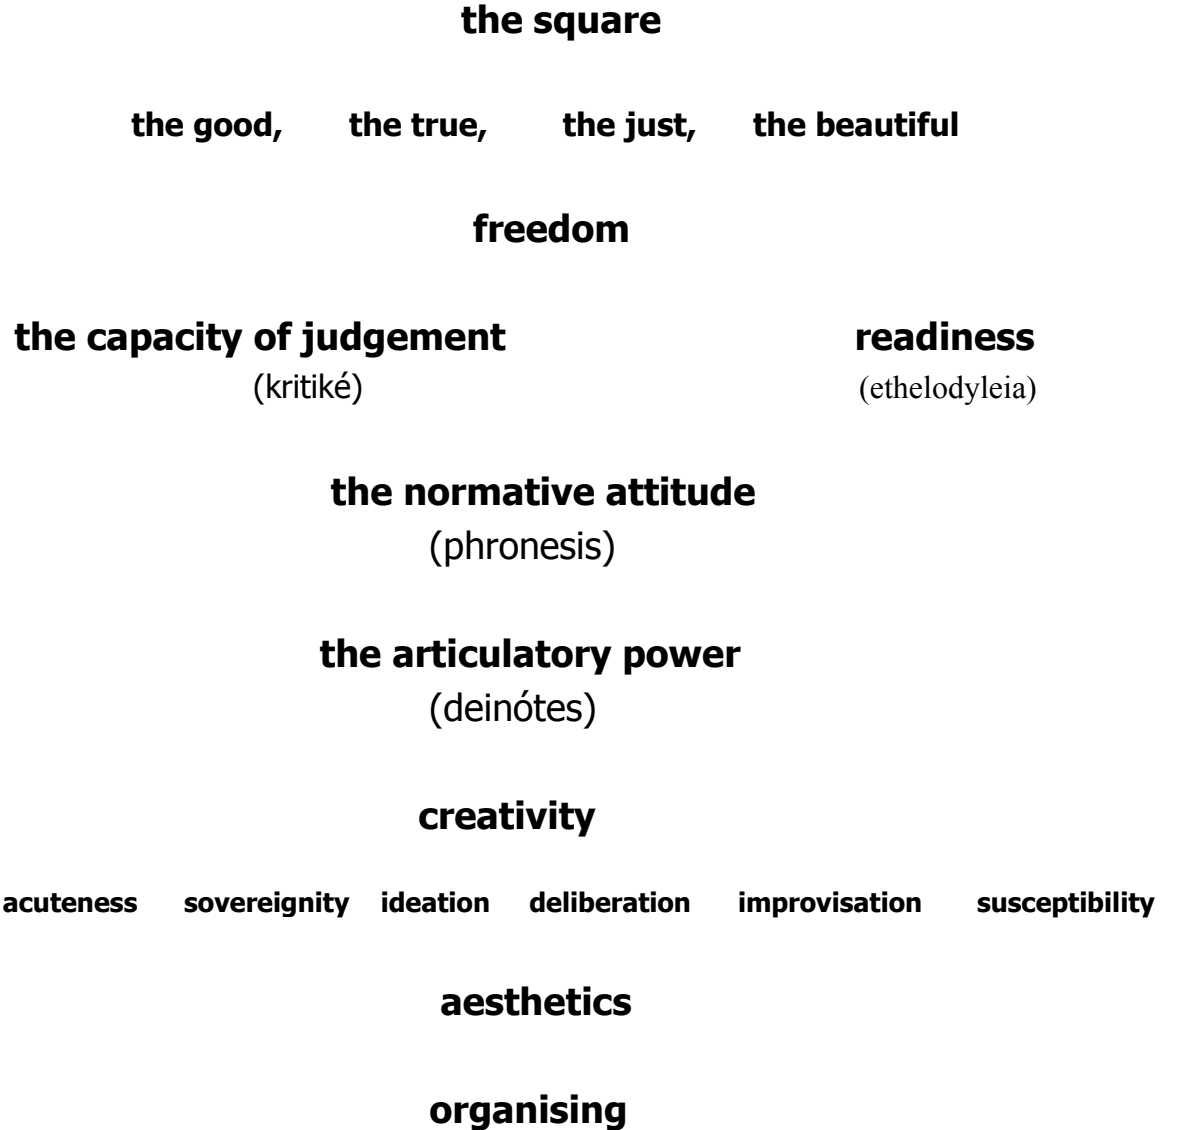 the square
the good, the true, the just, the beautiful
freedom
the capacity of judgement readiness
(kritiké) (ethelodyleia)
the normative attitude
(phronesis)
the articulatory power
(deinótes)
creativity
acuteness sovereignity ideation deliberation improvisation susceptibility
aesthetics
organising